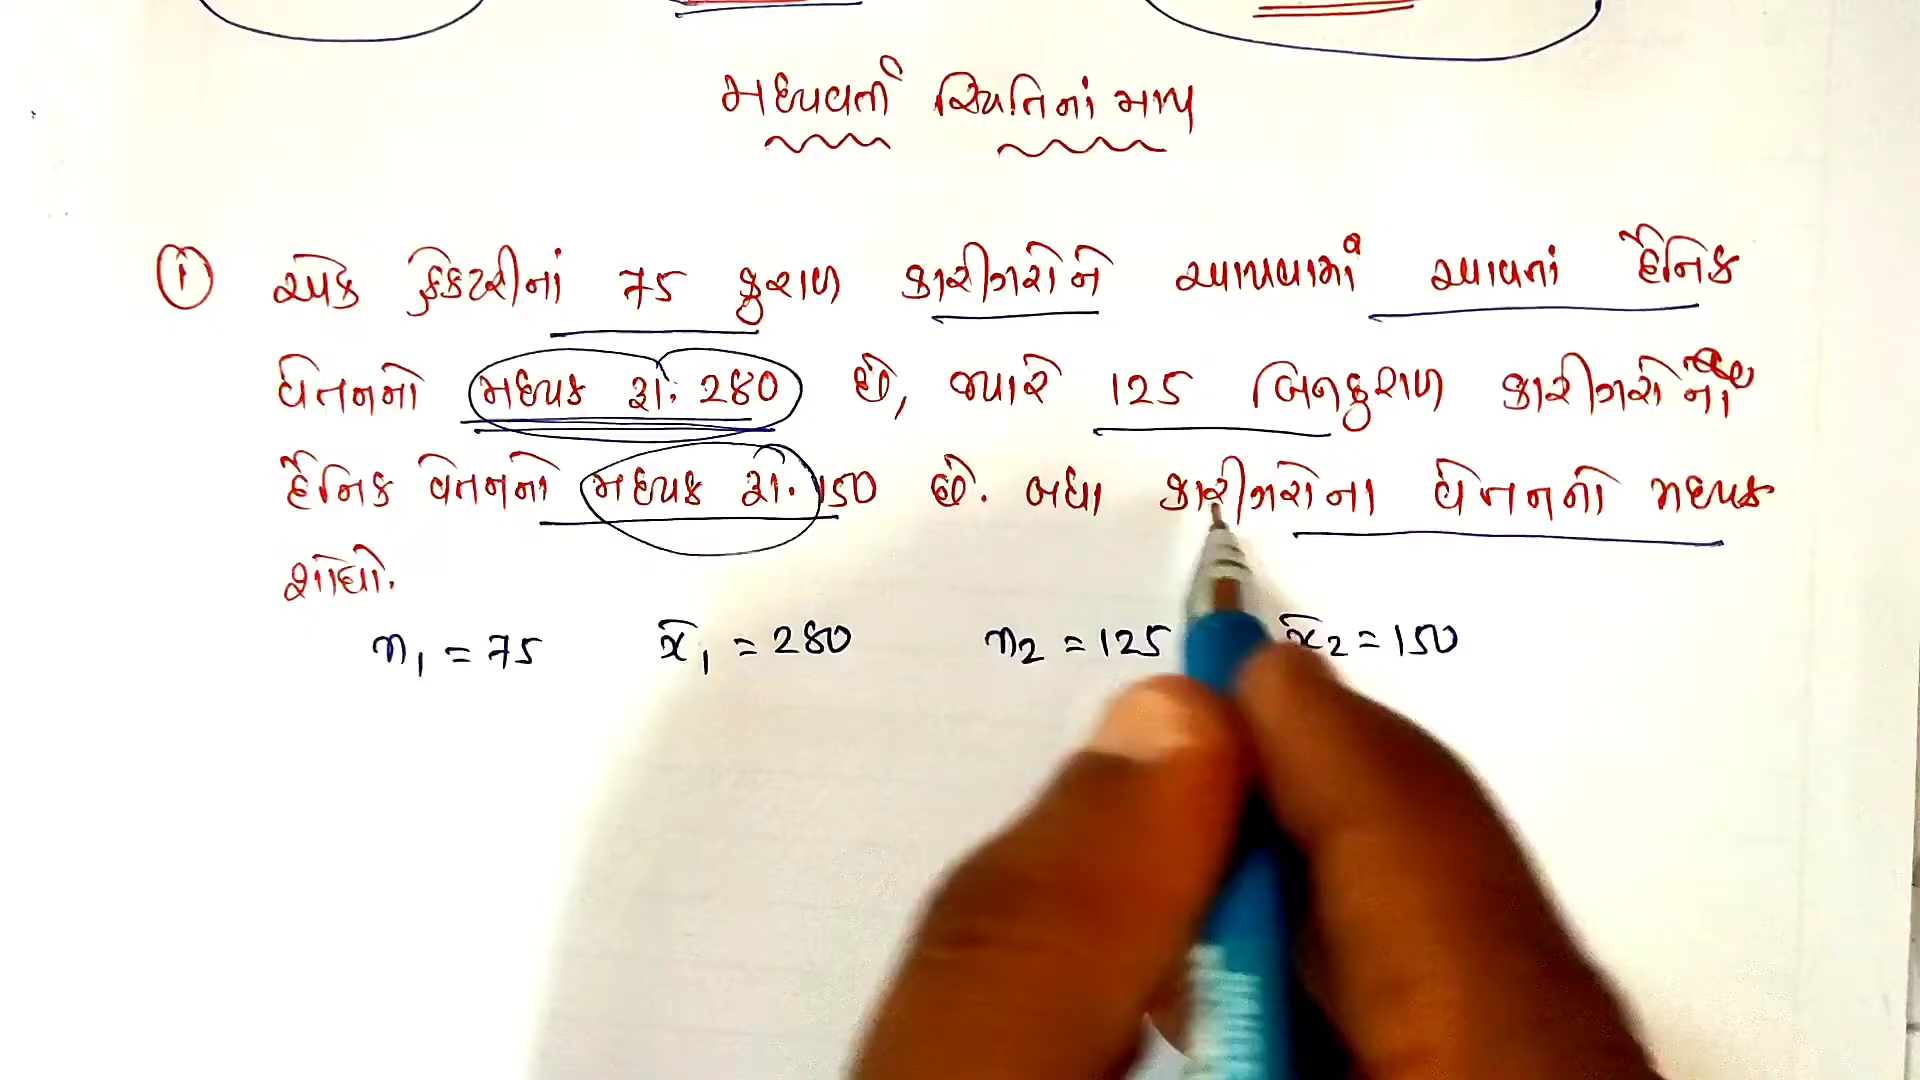 મધ્યવર્તી સ્થિતિનાં માપ
① એક ફેક્ટરીનાં 75 કુશળ કારીગરોને આપવામાં આવતાં દૈનિક
વેતનનો મધ્યક રૂા. 280 છે, જ્યારે 125 બિનકુશળ કારીગરોનાં
દૈનિક વેતનનો મધ્યક રૂા. 150 છે. બધા કારીગરોના વેતનનો મધ્યક
શોધો.
n₁ = 75 x̄₁ = 280 n₂ = 125 x̄₂ = 150